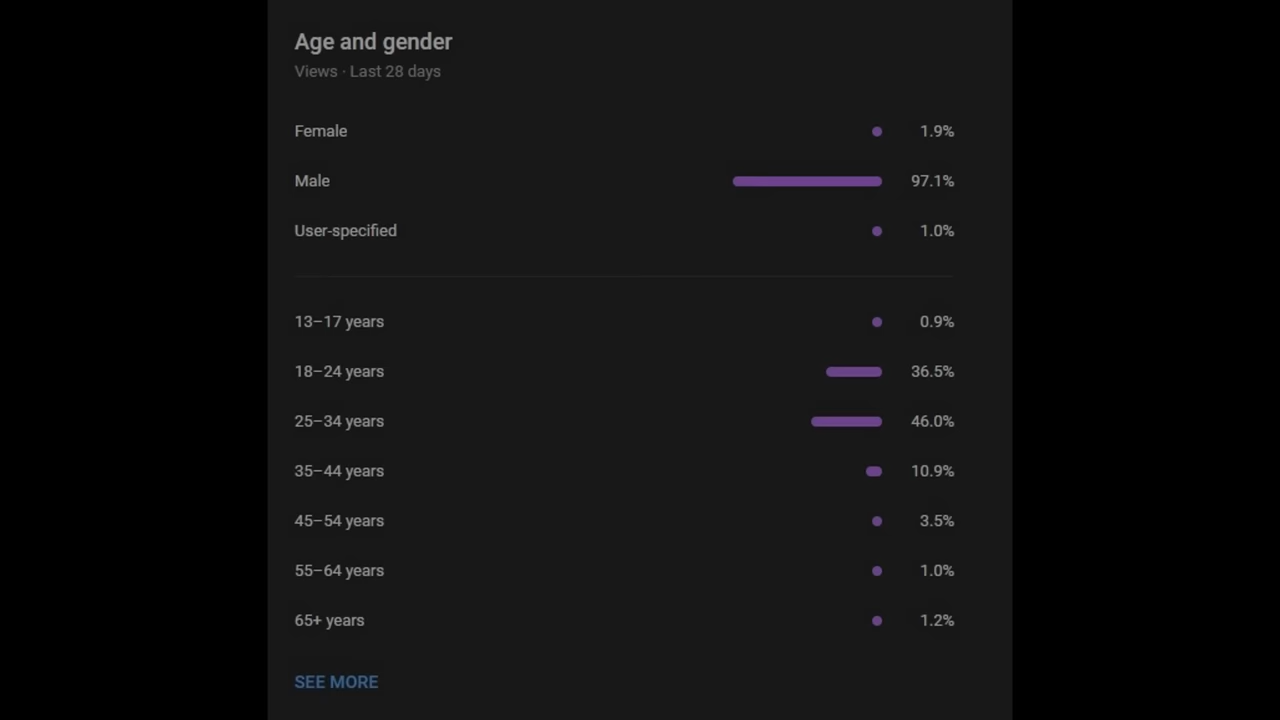 Age and gender
Views · Last 28 days
Female 1.9%
Male 97.1%
User-specified 1.0%
13–17 years 0.9%
18–24 years 36.5%
25–34 years 46.0%
35–44 years 10.9%
45–54 years 3.5%
55–64 years 1.0%
65+ years 1.2%
SEE MORE